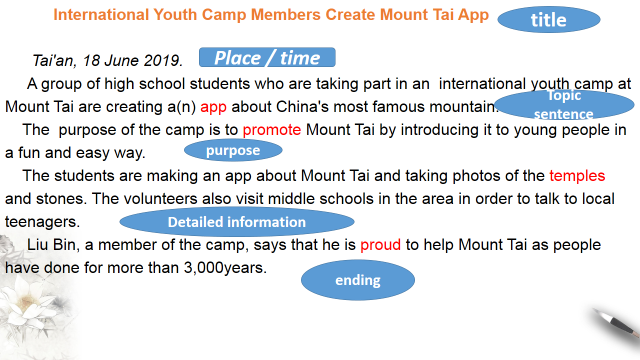 International Youth Camp Members Create Mount Tai App
title
Tai'an, 18 June 2019.
Place / time
A group of high school students who are taking part in an international youth camp at
Mount Tai are creating a(n) app about China's most famous mountain.
Topic
sentence
The purpose of the camp is to promote Mount Tai by introducing it to young people in
a fun and easy way.
purpose
The students are making an app about Mount Tai and taking photos of the temples
and stones. The volunteers also visit middle schools in the area in order to talk to local
teenagers.
Detailed information
Liu Bin, a member of the camp, says that he is proud to help Mount Tai as people
have done for more than 3,000years.
ending